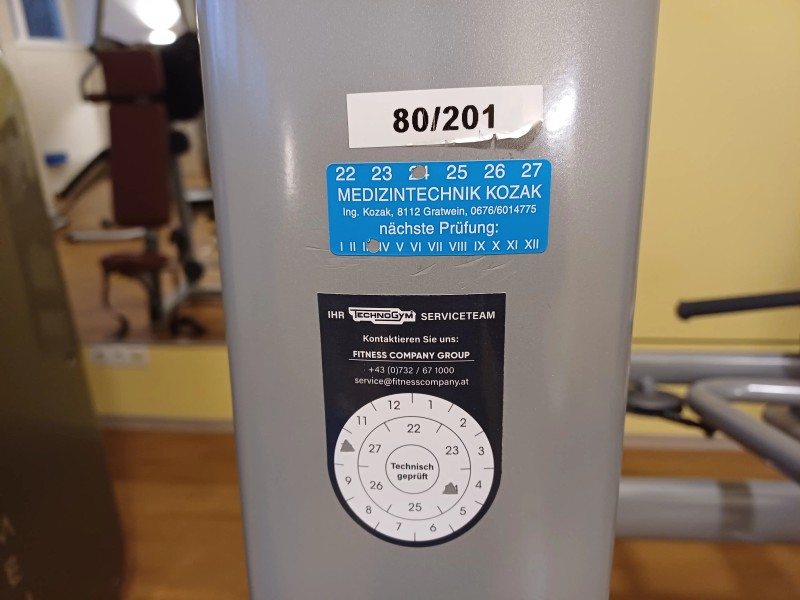 80/201
22 23 24 25 26 27
MEDIZINTECHNIK KOZAK
Ing. Kozak, 8112 Gratwein, 0676/6014775
nächste Prüfung:
I II IV V VI VII VIII IX X XI XII
IHR TECHNOGYM SERVICETEAM
Kontaktieren Sie uns:
FITNESS COMPANY GROUP
+43 (0)732 / 67 1000
service@fitnesscompany.at
12 1 2 3 4 5 6 7 8 9 11
22 23 25 26 27
Technisch
geprüft